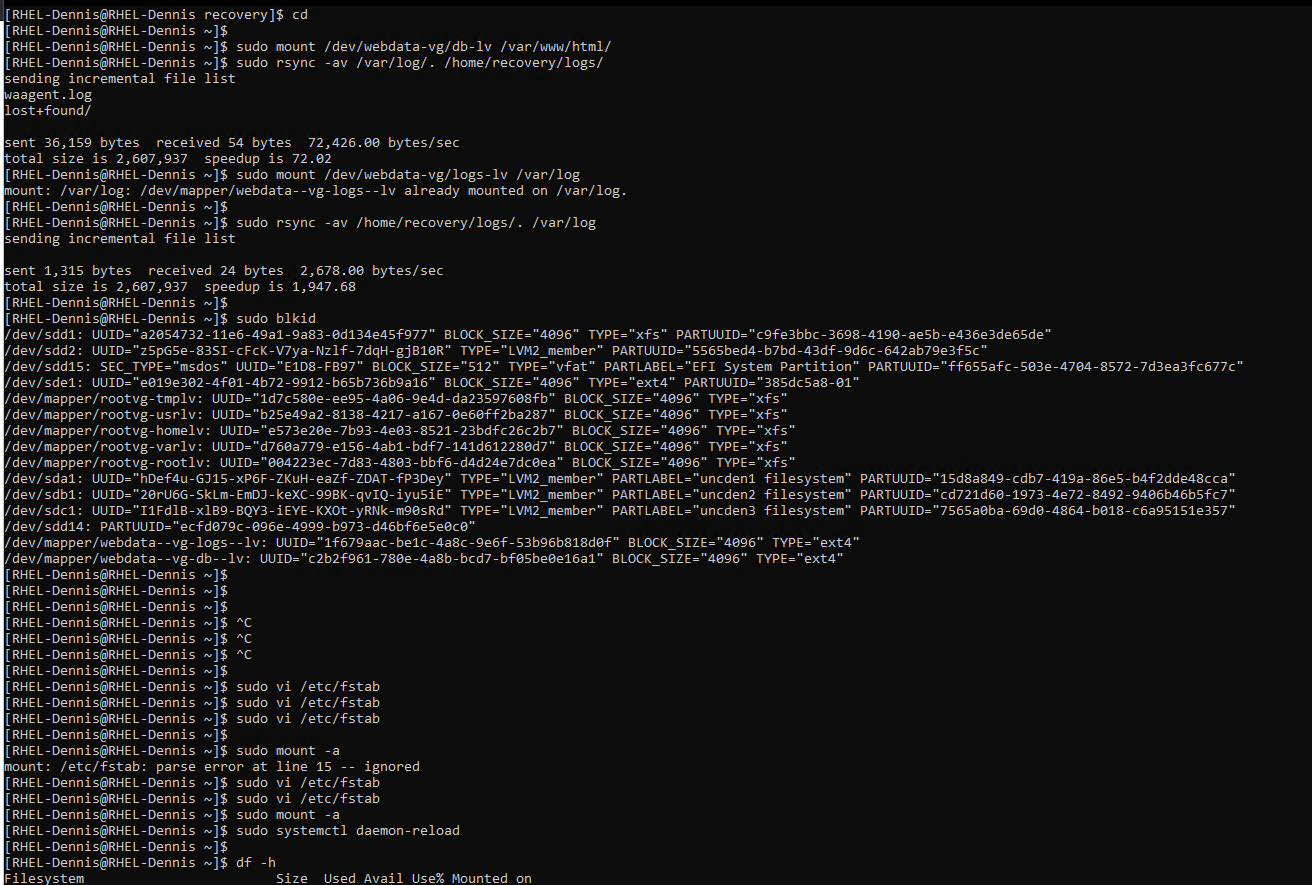 [RHEL-Dennis@RHEL-Dennis recovery]$ cd
[RHEL-Dennis@RHEL-Dennis ~]$
[RHEL-Dennis@RHEL-Dennis ~]$ sudo mount /dev/webdata-vg/db-lv /var/www/html/
[RHEL-Dennis@RHEL-Dennis ~]$ sudo rsync -av /var/log/. /home/recovery/logs/
sending incremental file list
waagent.log
lost+found/

sent 36,159 bytes  received 54 bytes  72,426.00 bytes/sec
total size is 2,607,937  speedup is 72.02
[RHEL-Dennis@RHEL-Dennis ~]$ sudo mount /dev/webdata-vg/logs-lv /var/log
mount: /var/log: /dev/mapper/webdata--vg-logs--lv already mounted on /var/log.
[RHEL-Dennis@RHEL-Dennis ~]$
[RHEL-Dennis@RHEL-Dennis ~]$ sudo rsync -av /home/recovery/logs/. /var/log
sending incremental file list

sent 1,315 bytes  received 24 bytes  2,678.00 bytes/sec
total size is 2,607,937  speedup is 1,947.68
[RHEL-Dennis@RHEL-Dennis ~]$
[RHEL-Dennis@RHEL-Dennis ~]$ sudo blkid
/dev/sdd1: UUID="a2054732-11e6-49a1-9a83-0d134e45f977" BLOCK_SIZE="4096" TYPE="xfs" PARTUUID="c9fe3bbc-3698-4190-ae5b-e436e3de65de"
/dev/sdd2: UUID="z5pG5e-83SI-cFcK-V7ya-Nzlf-7dqH-gjB10R" TYPE="LVM2_member" PARTUUID="5565bed4-b7bd-43df-9d6c-642ab79e3f5c"
/dev/sdd15: SEC_TYPE="msdos" UUID="E1D8-FB97" BLOCK_SIZE="512" TYPE="vfat" PARTLABEL="EFI System Partition" PARTUUID="ff655afc-503e-4704-8572-7d3ea3fc677c"
/dev/sde1: UUID="e019e302-4f01-4b72-9912-b65b736b9a16" BLOCK_SIZE="4096" TYPE="ext4" PARTUUID="385dc5a8-01"
/dev/mapper/rootvg-tmplv: UUID="1d7c580e-ee95-4a06-9e4d-da23597608fb" BLOCK_SIZE="4096" TYPE="xfs"
/dev/mapper/rootvg-usrlv: UUID="b25e49a2-8138-4217-a167-0e60ff2ba287" BLOCK_SIZE="4096" TYPE="xfs"
/dev/mapper/rootvg-homelv: UUID="e573e20e-7b93-4e03-8521-23bdfc26c2b7" BLOCK_SIZE="4096" TYPE="xfs"
/dev/mapper/rootvg-varlv: UUID="d760a779-e156-4ab1-bdf7-141d612280d7" BLOCK_SIZE="4096" TYPE="xfs"
/dev/mapper/rootvg-rootlv: UUID="004223ec-7d83-4803-bbf6-d4d24e7dc0ea" BLOCK_SIZE="4096" TYPE="xfs"
/dev/sda1: UUID="hDef4u-GJ15-xP6F-ZKuH-eaZf-ZDAT-fP3Dey" TYPE="LVM2_member" PARTLABEL="uncden1 filesystem" PARTUUID="15d8a849-cdb7-419a-86e5-b4f2dde48cca"
/dev/sdb1: UUID="20rU6G-SkLm-EmDJ-keXC-99BK-qvIQ-iyu5iE" TYPE="LVM2_member" PARTLABEL="uncden2 filesystem" PARTUUID="cd721d60-1973-4e72-8492-9406b46b5fc7"
/dev/sdc1: UUID="I1FdlB-xlB9-BQY3-iEYE-KXOt-yRNk-m90sRd" TYPE="LVM2_member" PARTLABEL="uncden3 filesystem" PARTUUID="7565a0ba-69d0-4864-b018-c6a95151e357"
/dev/sdd14: PARTUUID="ecfd079c-096e-4999-b973-d46bf6e5e0c0"
/dev/mapper/webdata--vg-logs--lv: UUID="1f679aac-be1c-4a8c-9e6f-53b96b818d0f" BLOCK_SIZE="4096" TYPE="ext4"
/dev/mapper/webdata--vg-db--lv: UUID="c2b2f961-780e-4a8b-bcd7-bf05be0e16a1" BLOCK_SIZE="4096" TYPE="ext4"
[RHEL-Dennis@RHEL-Dennis ~]$
[RHEL-Dennis@RHEL-Dennis ~]$
[RHEL-Dennis@RHEL-Dennis ~]$
[RHEL-Dennis@RHEL-Dennis ~]$ ^C
[RHEL-Dennis@RHEL-Dennis ~]$ ^C
[RHEL-Dennis@RHEL-Dennis ~]$ ^C
[RHEL-Dennis@RHEL-Dennis ~]$
[RHEL-Dennis@RHEL-Dennis ~]$ sudo vi /etc/fstab
[RHEL-Dennis@RHEL-Dennis ~]$ sudo vi /etc/fstab
[RHEL-Dennis@RHEL-Dennis ~]$ sudo vi /etc/fstab
[RHEL-Dennis@RHEL-Dennis ~]$
[RHEL-Dennis@RHEL-Dennis ~]$ sudo mount -a
mount: /etc/fstab: parse error at line 15 -- ignored
[RHEL-Dennis@RHEL-Dennis ~]$ sudo vi /etc/fstab
[RHEL-Dennis@RHEL-Dennis ~]$ sudo vi /etc/fstab
[RHEL-Dennis@RHEL-Dennis ~]$ sudo mount -a
[RHEL-Dennis@RHEL-Dennis ~]$ sudo systemctl daemon-reload
[RHEL-Dennis@RHEL-Dennis ~]$
[RHEL-Dennis@RHEL-Dennis ~]$ df -h
Filesystem                        Size  Used Avail Use% Mounted on